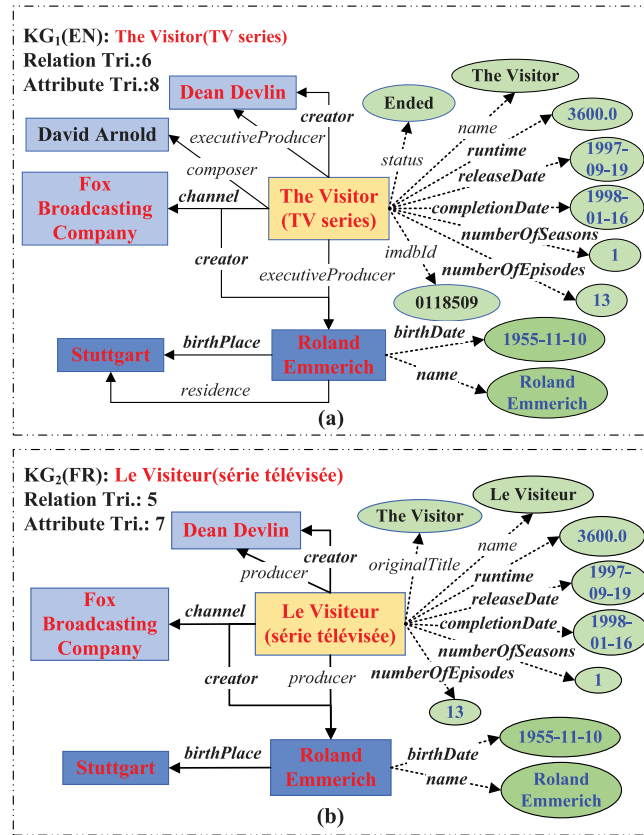 KG1(EN): The Visitor(TV series)
Relation Tri.:6
Attribute Tri.:8
Dean Devlin
creator
Ended
The Visitor
David Arnold
executiveProducer
composer
status
name
3600.0
runtime
releaseDate
1997-
09-19
Fox
Broadcasting
Company
channel
The Visitor
(TV series)
completionDate
1998-
01-16
numberOfSeasons
1
creator
executiveProducer
imdbId
numberOfEpisodes
13
0118509
Stuttgart
birthPlace
Roland
Emmerich
birthDate
1955-11-10
name
Roland
Emmerich
residence
(a)
KG2(FR): Le Visiteur(série télévisée)
Relation Tri.: 5
Attribute Tri.: 7
Dean Devlin
creator
producer
The Visitor
originalTitle
Le Visiteur
name
3600.0
runtime
releaseDate
1997-
09-19
Fox
Broadcasting
Company
channel
Le Visiteur
(série télévisée)
completionDate
1998-
01-16
numberOfSeasons
1
creator
producer
numberOfEpisodes
13
Stuttgart
birthPlace
Roland
Emmerich
birthDate
1955-11-10
name
Roland
Emmerich
(b)